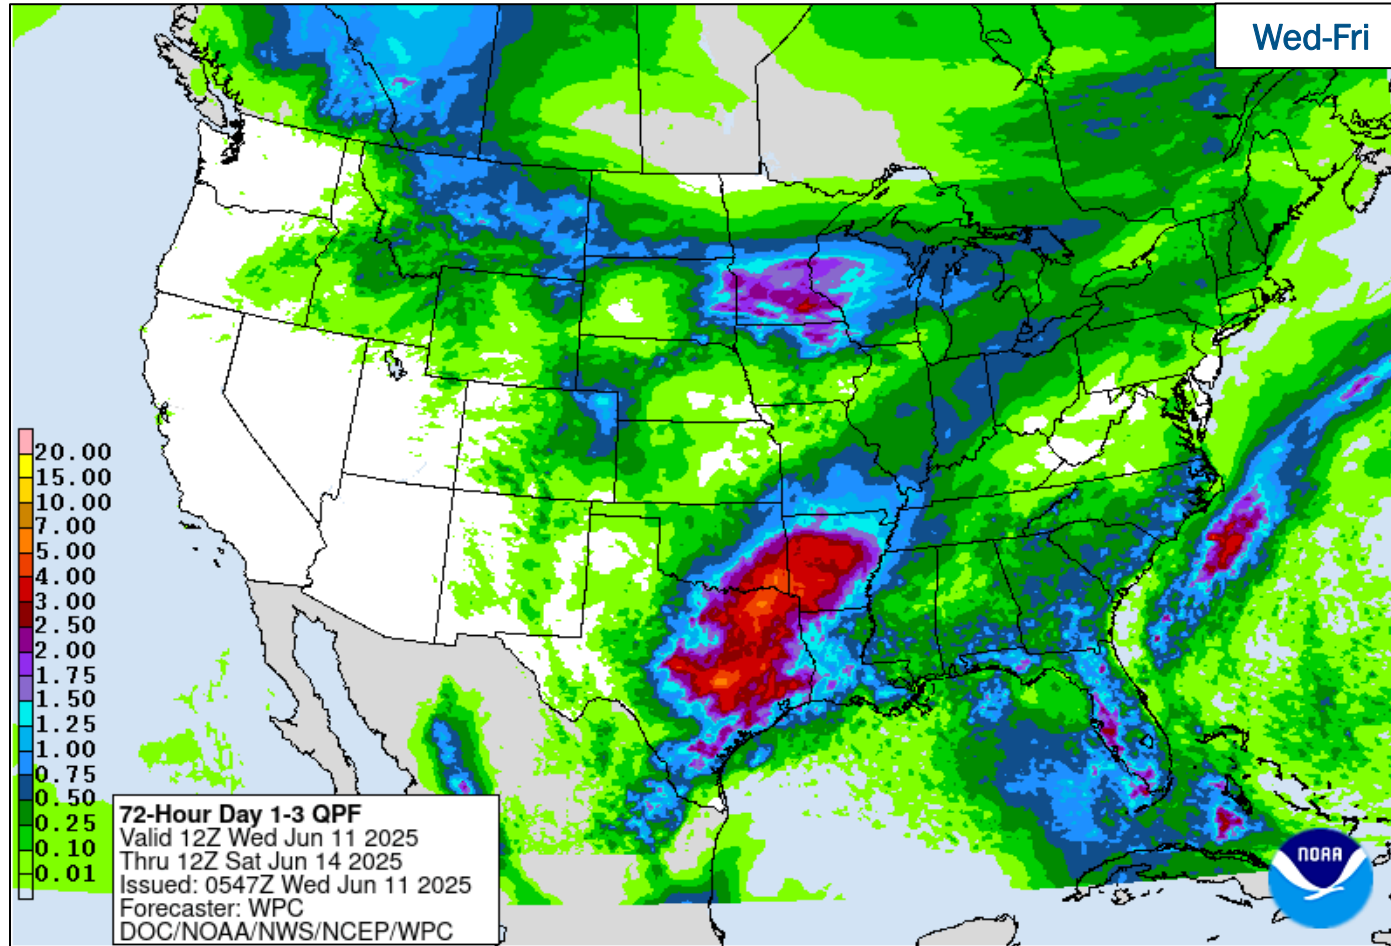 Wed-Fri
20.00
15.00
10.00
7.00
5.00
4.00
3.00
2.50
2.00
1.75
1.50
1.25
1.00
0.75
0.50
0.25
0.10
0.01
72-Hour Day 1-3 QPF
Valid 12Z Wed Jun 11 2025
Thru 12Z Sat Jun 14 2025
Issued: 0547Z Wed Jun 11 2025
Forecaster: WPC
DOC/NOAA/NWS/NCEP/WPC
NOAA